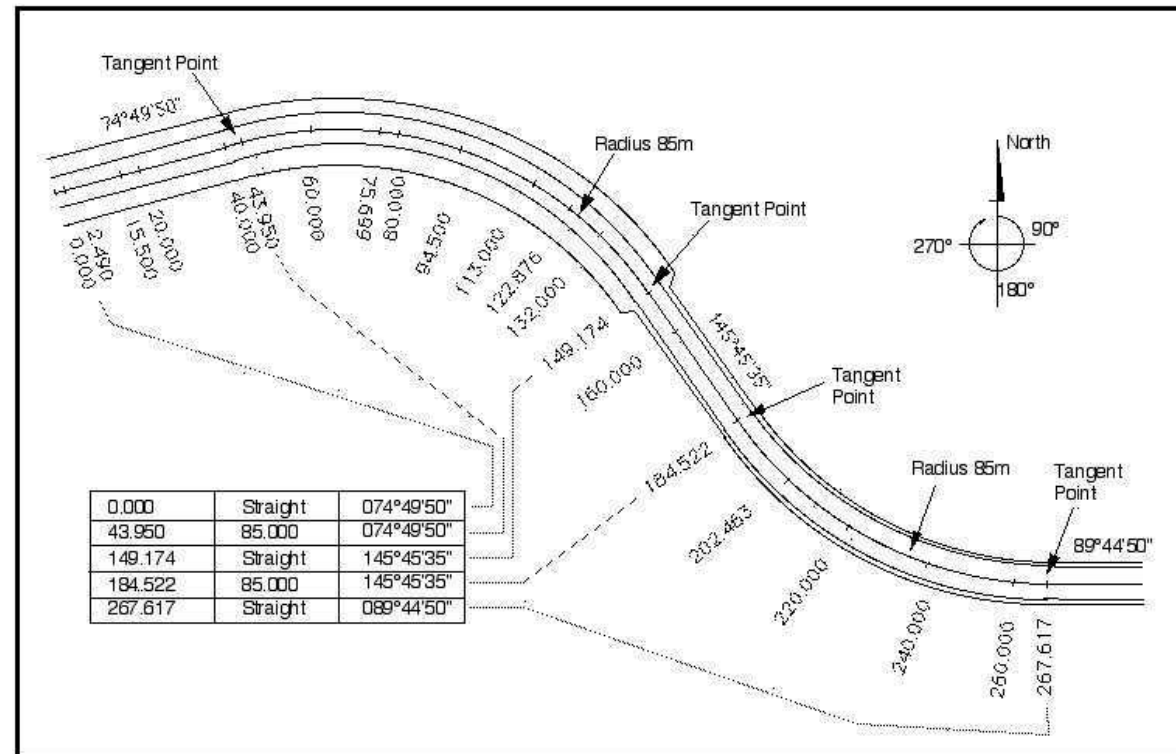 Tangent Point
74°49'50"
Radius 85m
North
Tangent Point
90°
270°
180°
0.000
2.490
15.500
20.000
40.000
43.950
60.000
75.699
80.000
94.500
113.000
122.876
132.000
149.174
160.000
145°45'35"
Tangent
Point
184.522
Radius 85m
Tangent
Point
89°44'50"
202.463
220.000
240.000
260.000
267.617
0.000 Straight 074°49'50"
43.950 85.000 074°49'50"
149.174 Straight 145°45'35"
184.522 85.000 145°45'35"
267.617 Straight 089°44'50"